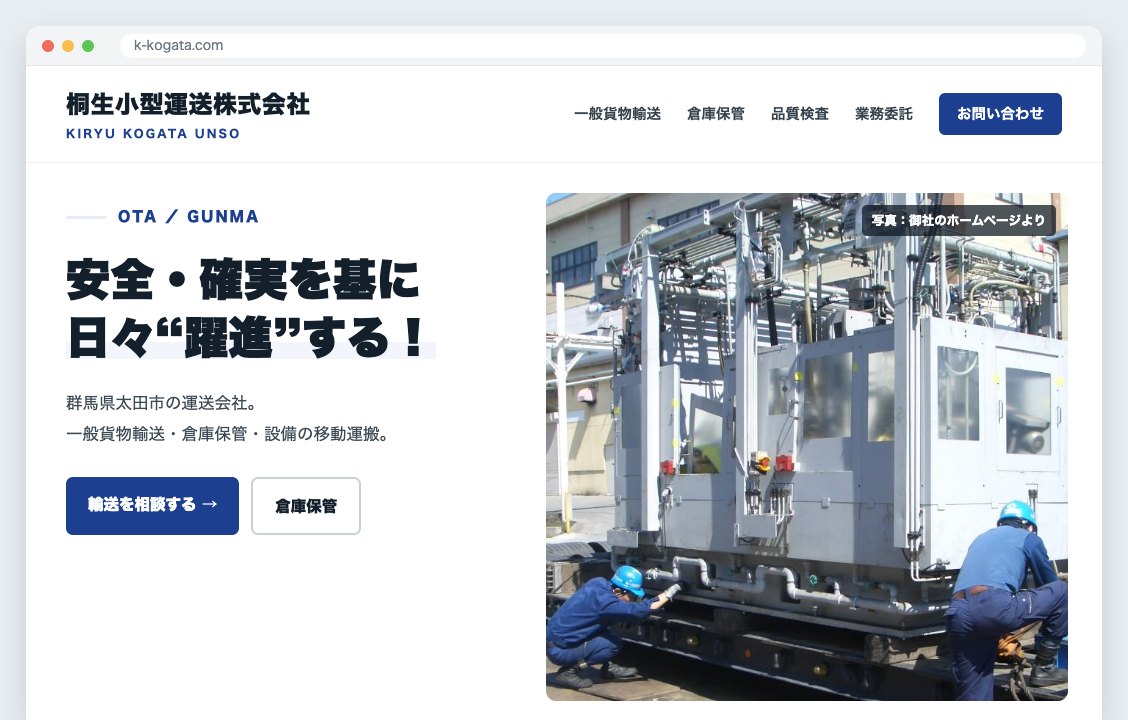 k-kogata.com
桐生小型運送株式会社
KIRYU KOGATA UNSO
一般貨物輸送
倉庫保管
品質検査
業務委託
お問い合わせ
OTA / GUNMA
安全・確実を基に
日々“躍進”する！
群馬県太田市の運送会社。
一般貨物輸送・倉庫保管・設備の移動運搬。
輸送を相談する →
倉庫保管
写真：御社のホームページより